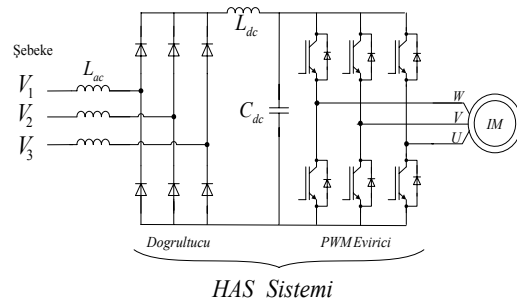 Şebeke
L_dc
L_ac
V_1
V_2
V_3
C_dc
W
V
U
IM
Dogrultucu
PWM Evirici
HAS Sistemi